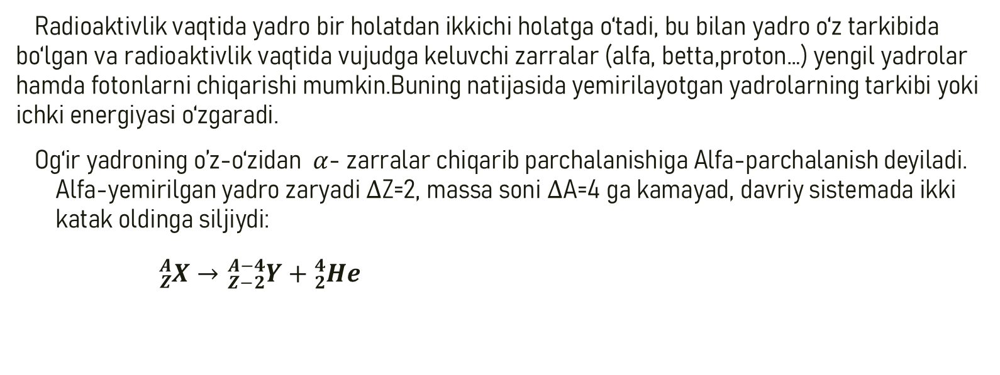 Radioaktivlik vaqtida yadro bir holatdan ikkichi holatga o‘tadi, bu bilan yadro o‘z tarkibida
bo‘lgan va radioaktivlik vaqtida vujudga keluvchi zarralar (alfa, betta,proton...) yengil yadrolar
hamda fotonlarni chiqarishi mumkin.Buning natijasida yemirilayotgan yadrolarning tarkibi yoki
ichki energiyasi o‘zgaradi.
Og‘ir yadroning o’z-o‘zidan α- zarralar chiqarib parchalanishiga Alfa-parchalanish deyiladi.
Alfa-yemirilgan yadro zaryadi ΔZ=2, massa soni ΔA=4 ga kamayad, davriy sistemada ikki
katak oldinga siljiydi:
$^{A}_{Z}X \rightarrow {}^{A-4}_{Z-2}Y + {}^{4}_{2}He$